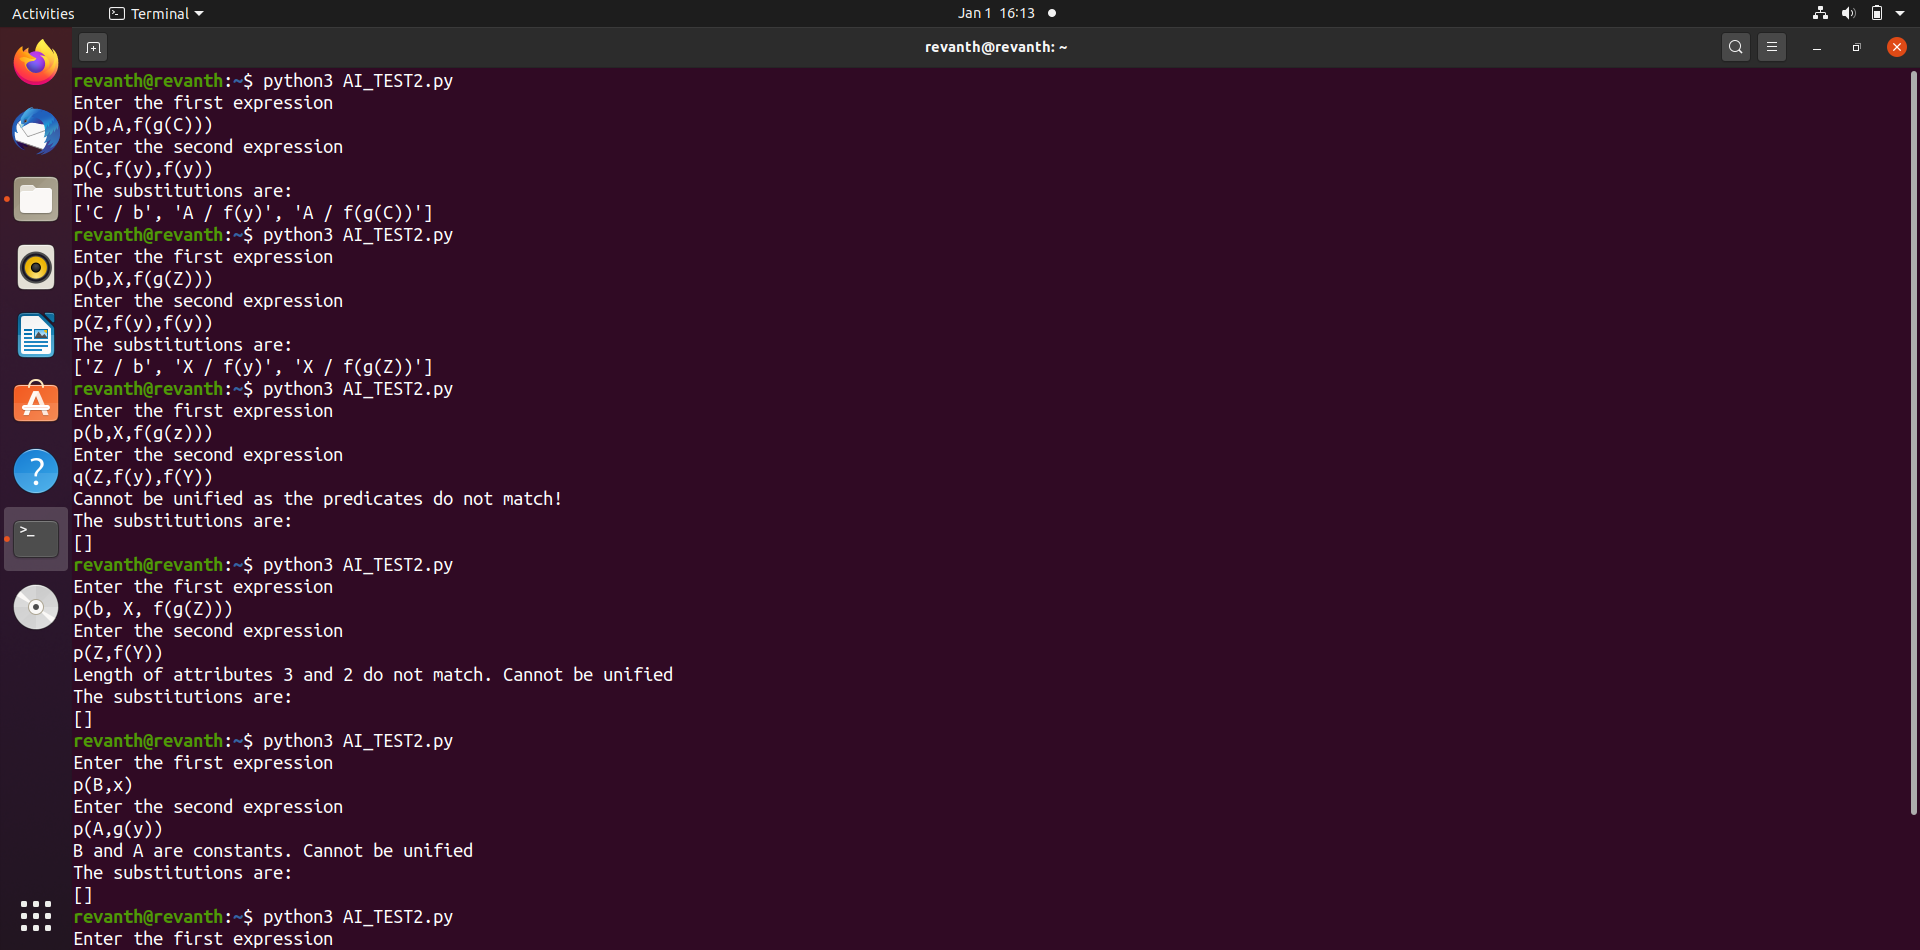 Activities
Terminal
Jan 1 16:13
revanth@revanth: ~
revanth@revanth:~$ python3 AI_TEST2.py
Enter the first expression
p(b,A,f(g(C)))
Enter the second expression
p(C,f(y),f(y))
The substitutions are:
['C / b', 'A / f(y)', 'A / f(g(C))']
revanth@revanth:~$ python3 AI_TEST2.py
Enter the first expression
p(b,X,f(g(Z)))
Enter the second expression
p(Z,f(y),f(y))
The substitutions are:
['Z / b', 'X / f(y)', 'X / f(g(Z))']
revanth@revanth:~$ python3 AI_TEST2.py
Enter the first expression
p(b,X,f(g(z)))
Enter the second expression
q(Z,f(y),f(Y))
Cannot be unified as the predicates do not match!
The substitutions are:
[]
revanth@revanth:~$ python3 AI_TEST2.py
Enter the first expression
p(b, X, f(g(Z)))
Enter the second expression
p(Z,f(Y))
Length of attributes 3 and 2 do not match. Cannot be unified
The substitutions are:
[]
revanth@revanth:~$ python3 AI_TEST2.py
Enter the first expression
p(B,x)
Enter the second expression
p(A,g(y))
B and A are constants. Cannot be unified
The substitutions are:
[]
revanth@revanth:~$ python3 AI_TEST2.py
Enter the first expression